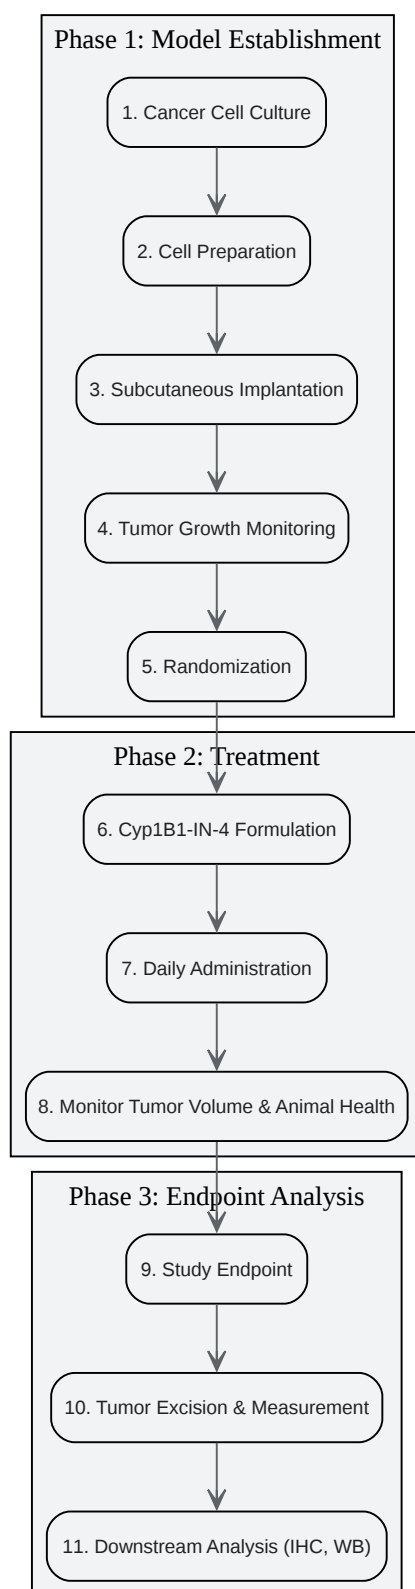 Phase 1: Model Establishment
1. Cancer Cell Culture
2. Cell Preparation
3. Subcutaneous Implantation
4. Tumor Growth Monitoring
5. Randomization
Phase 2: Treatment
6. Cyp1B1-IN-4 Formulation
7. Daily Administration
8. Monitor Tumor Volume & Animal Health
Phase 3: Endpoint Analysis
9. Study Endpoint
10. Tumor Excision & Measurement
11. Downstream Analysis (IHC, WB)